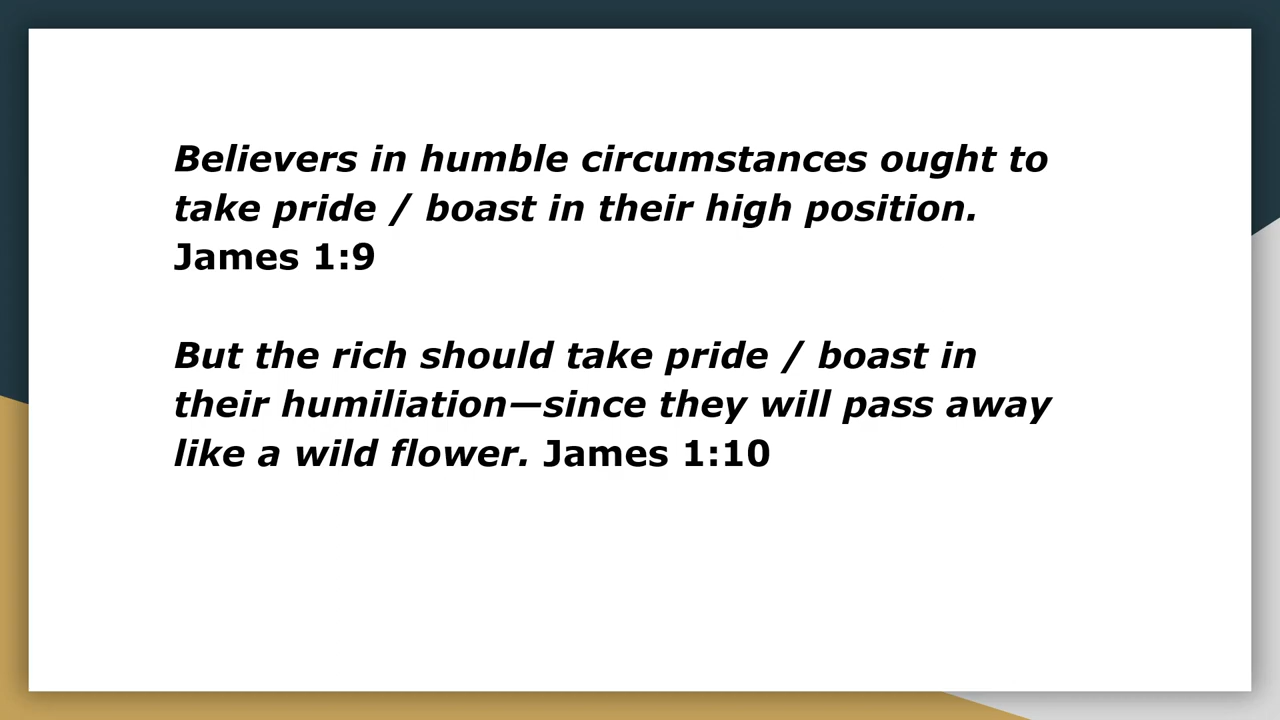 Believers in humble circumstances ought to
take pride / boast in their high position.
James 1:9
But the rich should take pride / boast in
their humiliation—since they will pass away
like a wild flower. James 1:10